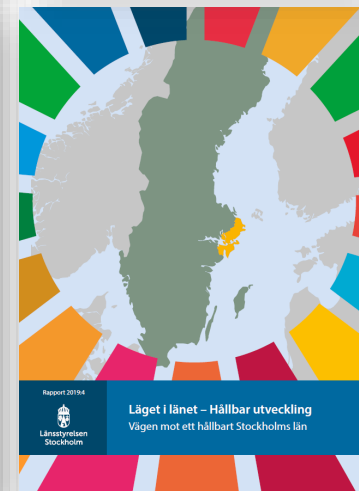 Rapport 2019:4
Länsstyrelsen
Stockholm
Läget i länet – Hållbar utveckling
Vägen mot ett hållbart Stockholms län